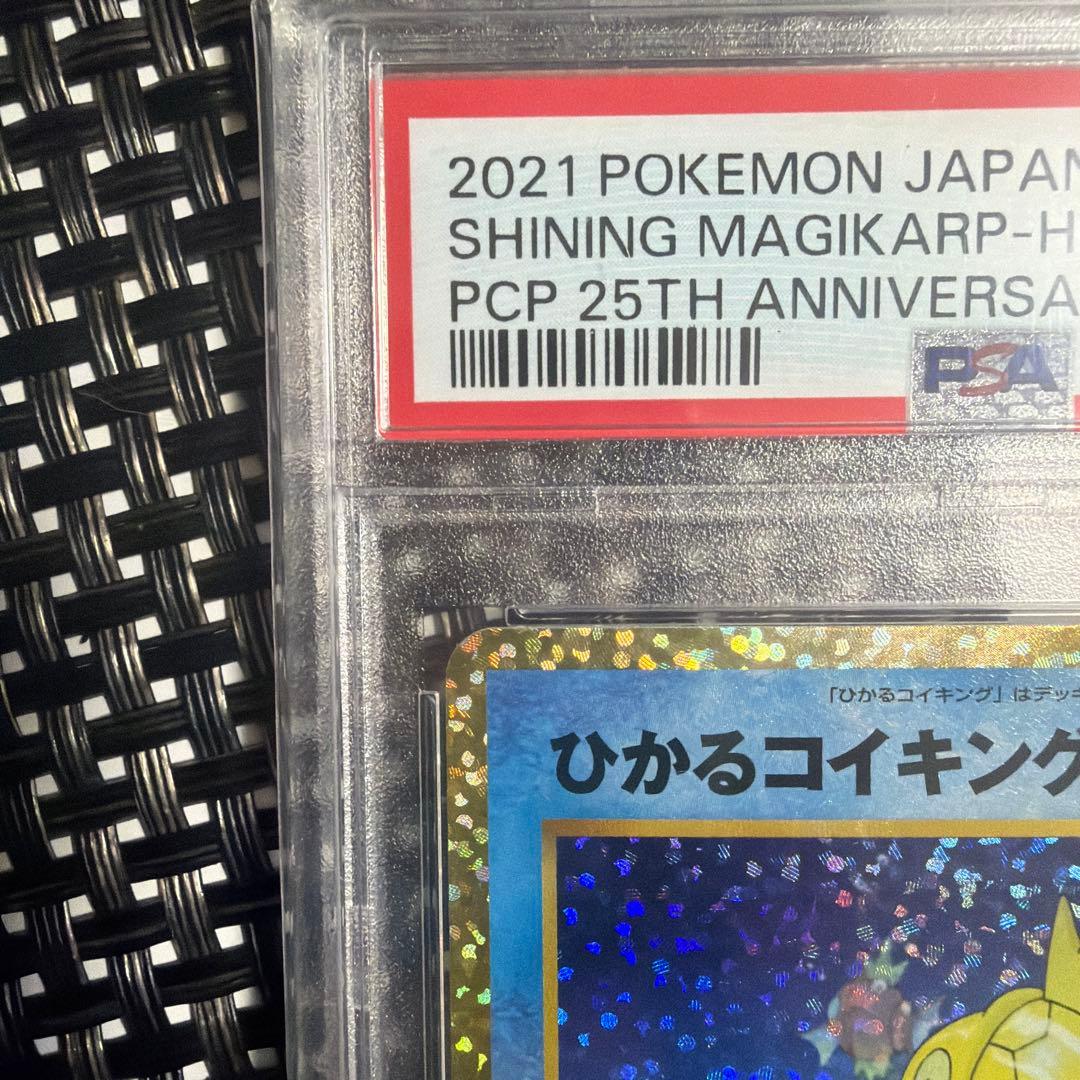 2021 POKEMON JAPAN
SHINING MAGIKARP-H
PCP 25TH ANNIVERSA
PSA
「ひかるコイキング」はデッキ
ひかるコイキング